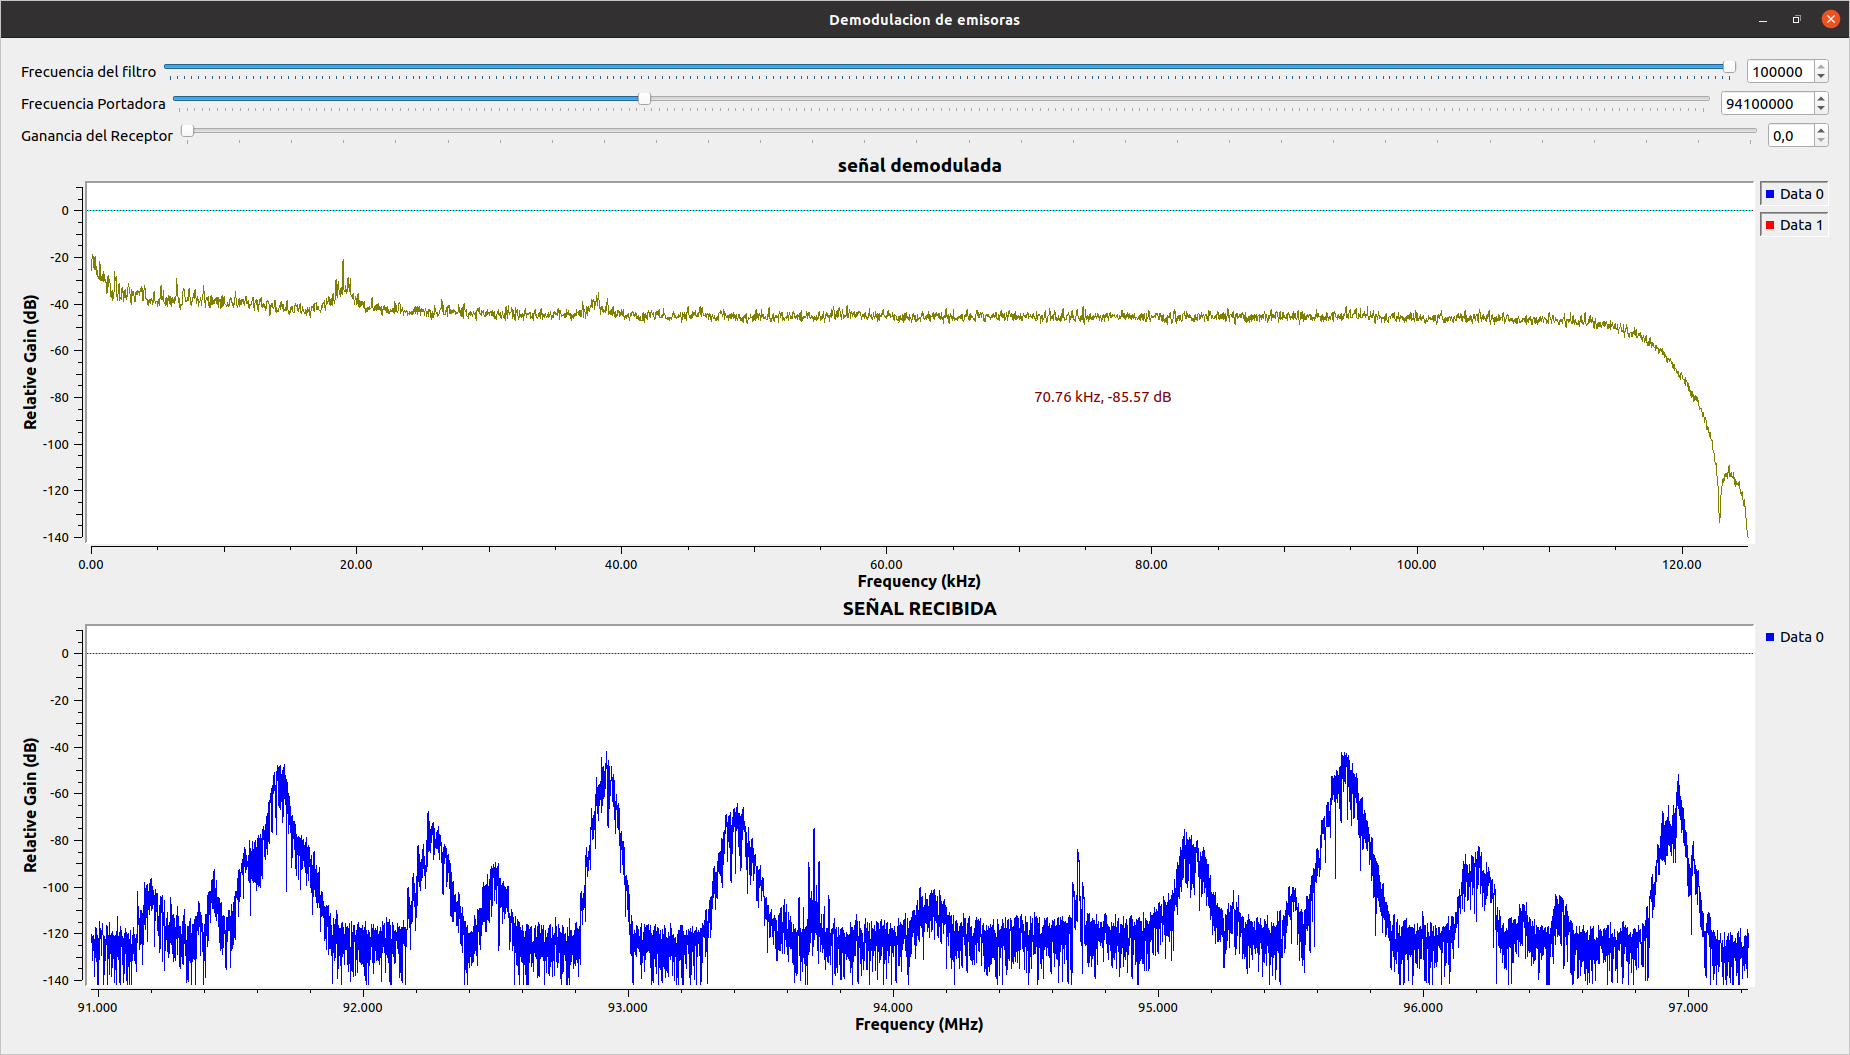 Demodulacion de emisoras
Frecuencia del filtro 100000
Frecuencia Portadora 94100000
Ganancia del Receptor 0,0
señal demodulada
Data 0
Data 1
Relative Gain (dB)
0
-20
-40
-60
-80
-100
-120
-140
70.76 kHz, -85.57 dB
0.00 20.00 40.00 60.00 80.00 100.00 120.00
Frequency (kHz)
SEÑAL RECIBIDA
Data 0
Relative Gain (dB)
0
-20
-40
-60
-80
-100
-120
-140
91.000 92.000 93.000 94.000 95.000 96.000 97.000
Frequency (MHz)